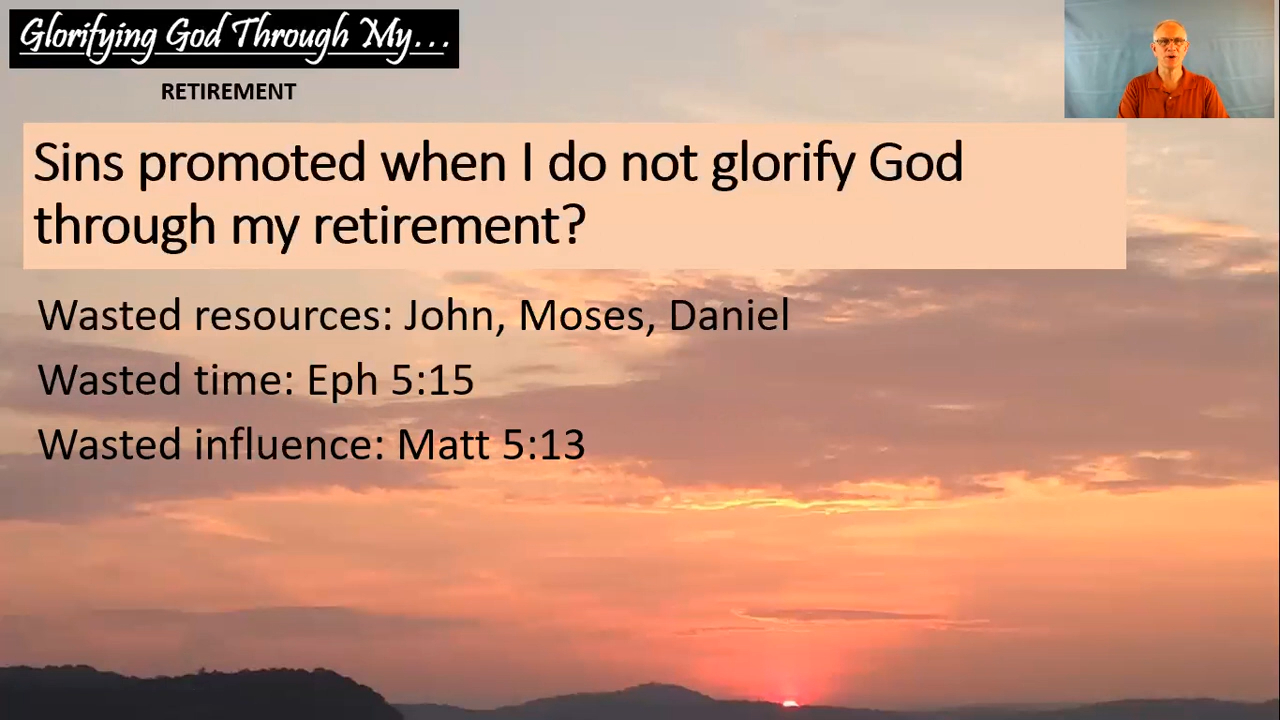 Glorifying God Through My...
RETIREMENT
Sins promoted when I do not glorify God
through my retirement?
Wasted resources: John, Moses, Daniel
Wasted time: Eph 5:15
Wasted influence: Matt 5:13